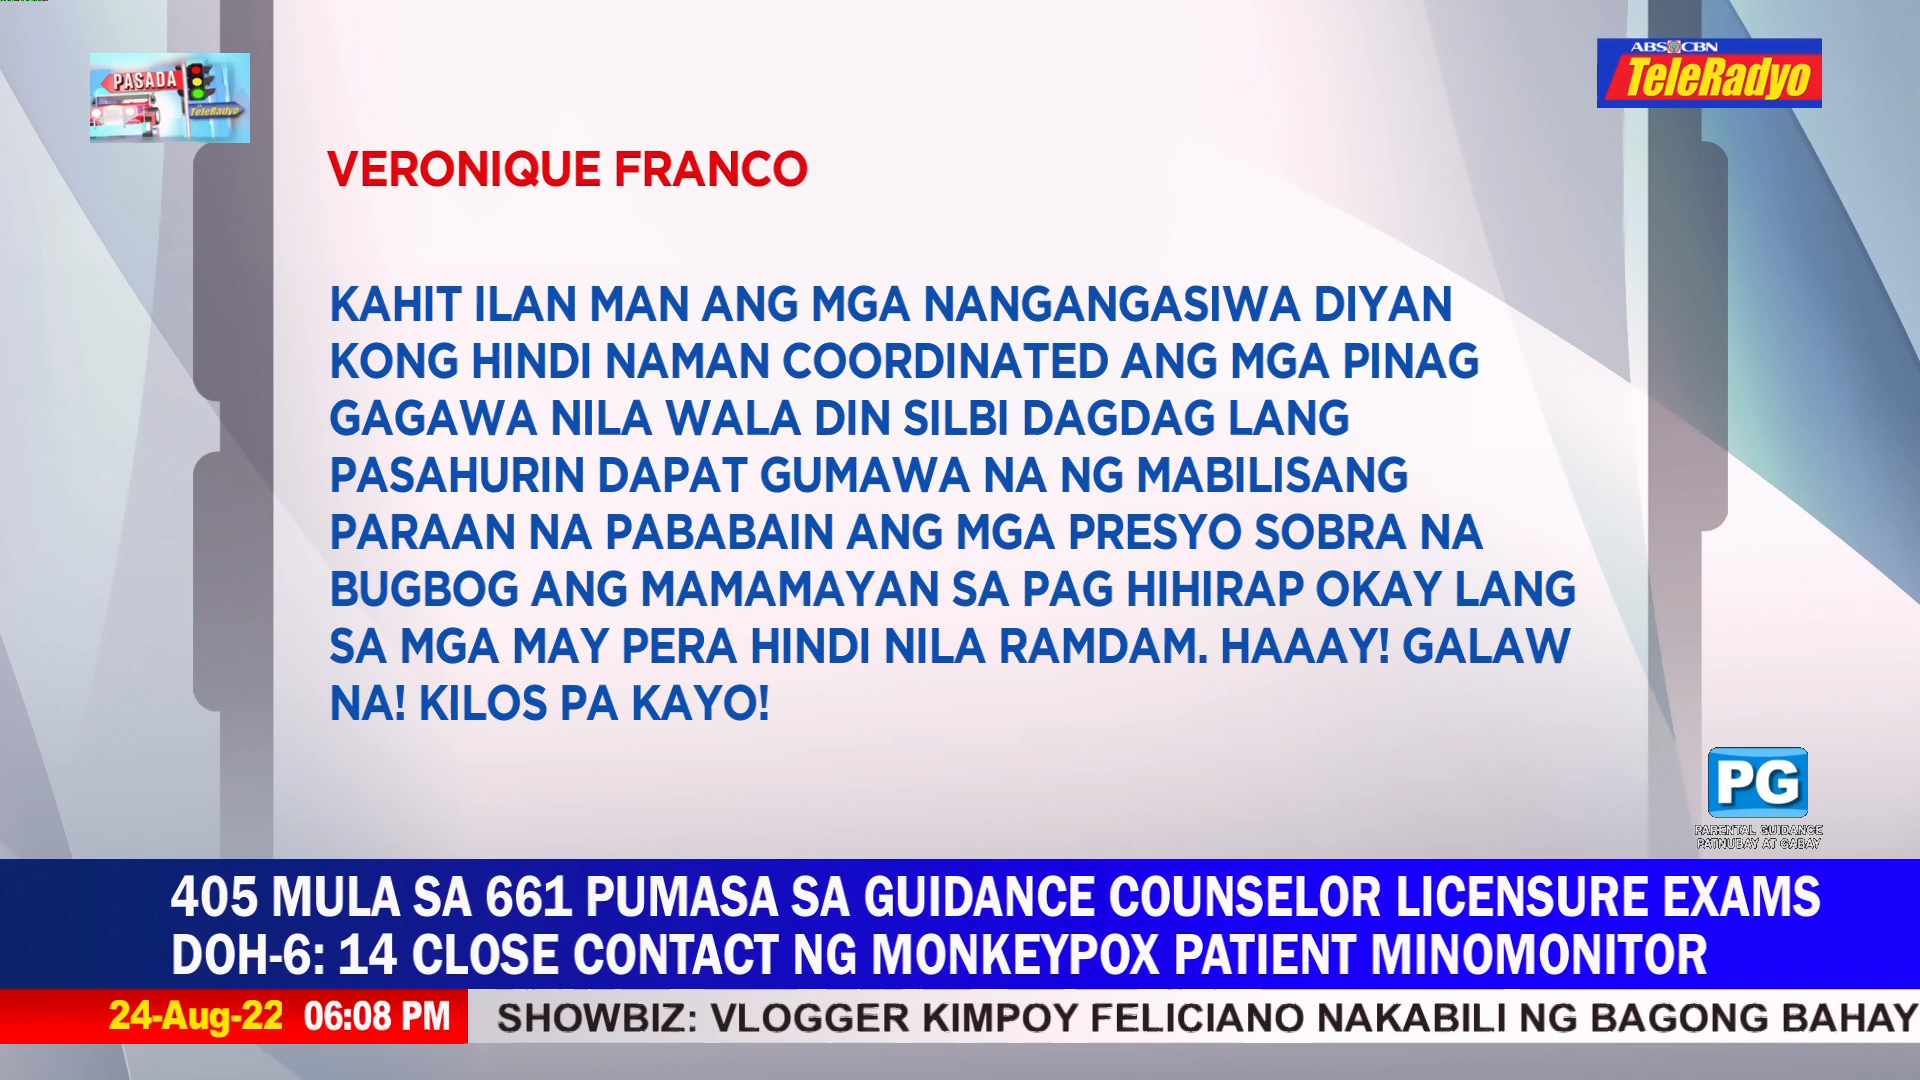 PASADA
TeleRadyo
ABS-CBN
TeleRadyo
VERONIQUE FRANCO
KAHIT ILAN MAN ANG MGA NANGANGASIWA DIYAN
KONG HINDI NAMAN COORDINATED ANG MGA PINAG
GAGAWA NILA WALA DIN SILBI DAGDAG LANG
PASAHURIN DAPAT GUMAWA NA NG MABILISANG
PARAAN NA PABABAIN ANG MGA PRESYO SOBRA NA
BUGBOG ANG MAMAMAYAN SA PAG HIHIRAP OKAY LANG
SA MGA MAY PERA HINDI NILA RAMDAM. HAAAY! GALAW
NA! KILOS PA KAYO!
PG
PARENTAL GUIDANCE
PATNUBAY AT GABAY
405 MULA SA 661 PUMASA SA GUIDANCE COUNSELOR LICENSURE EXAMS
DOH-6: 14 CLOSE CONTACT NG MONKEYPOX PATIENT MINOMONITOR
24-Aug-22 06:08 PM SHOWBIZ: VLOGGER KIMPOY FELICIANO NAKABILI NG BAGONG BAHAY